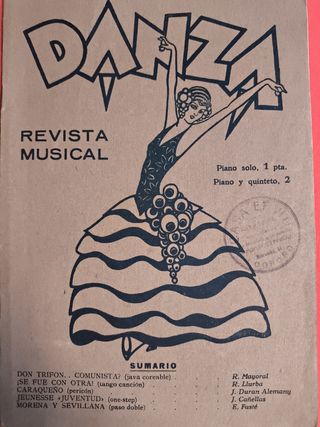 DANZA
REVISTA
MUSICAL
Piano solo, 1 pta.
Piano y quinteto, 2
SUMARIO
DON TRIFON.. COMUNISTA? (java coreable) . . R. Mayoral
¡SE FUE CON OTRA! (tango canción) . . . R. Llurba
CARAQUEÑO (pericón) . . . J. Duran Alemany
JEUNESSE «JUVENTUD» (one-step) . . . J. Cañellas
MORENA Y SEVILLANA (paso doble) . . . E. Fusté